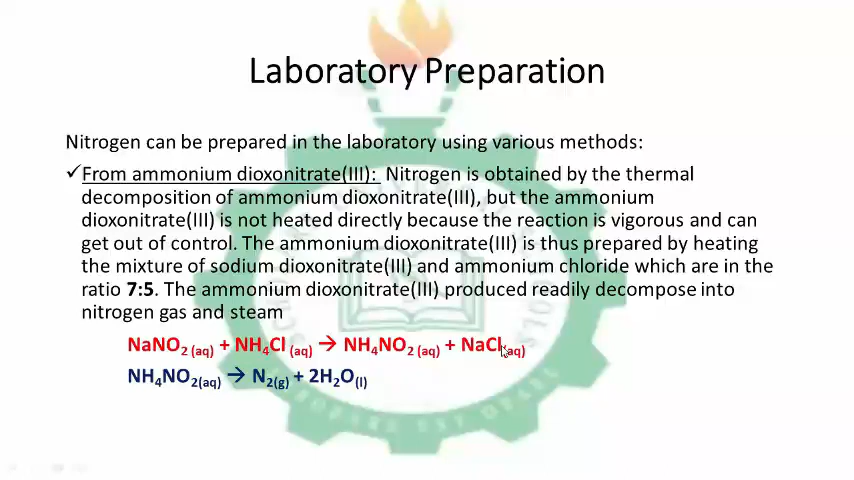 Laboratory Preparation
Nitrogen can be prepared in the laboratory using various methods:
✓From ammonium dioxonitrate(III): Nitrogen is obtained by the thermal
decomposition of ammonium dioxonitrate(III), but the ammonium
dioxonitrate(III) is not heated directly because the reaction is vigorous and can
get out of control. The ammonium dioxonitrate(III) is thus prepared by heating
the mixture of sodium dioxonitrate(III) and ammonium chloride which are in the
ratio 7:5. The ammonium dioxonitrate(III) produced readily decompose into
nitrogen gas and steam
NaNO₂ (aq) + NH₄Cl (aq) → NH₄NO₂ (aq) + NaCl(aq)
NH₄NO₂(aq) → N₂(g) + 2H₂O(l)